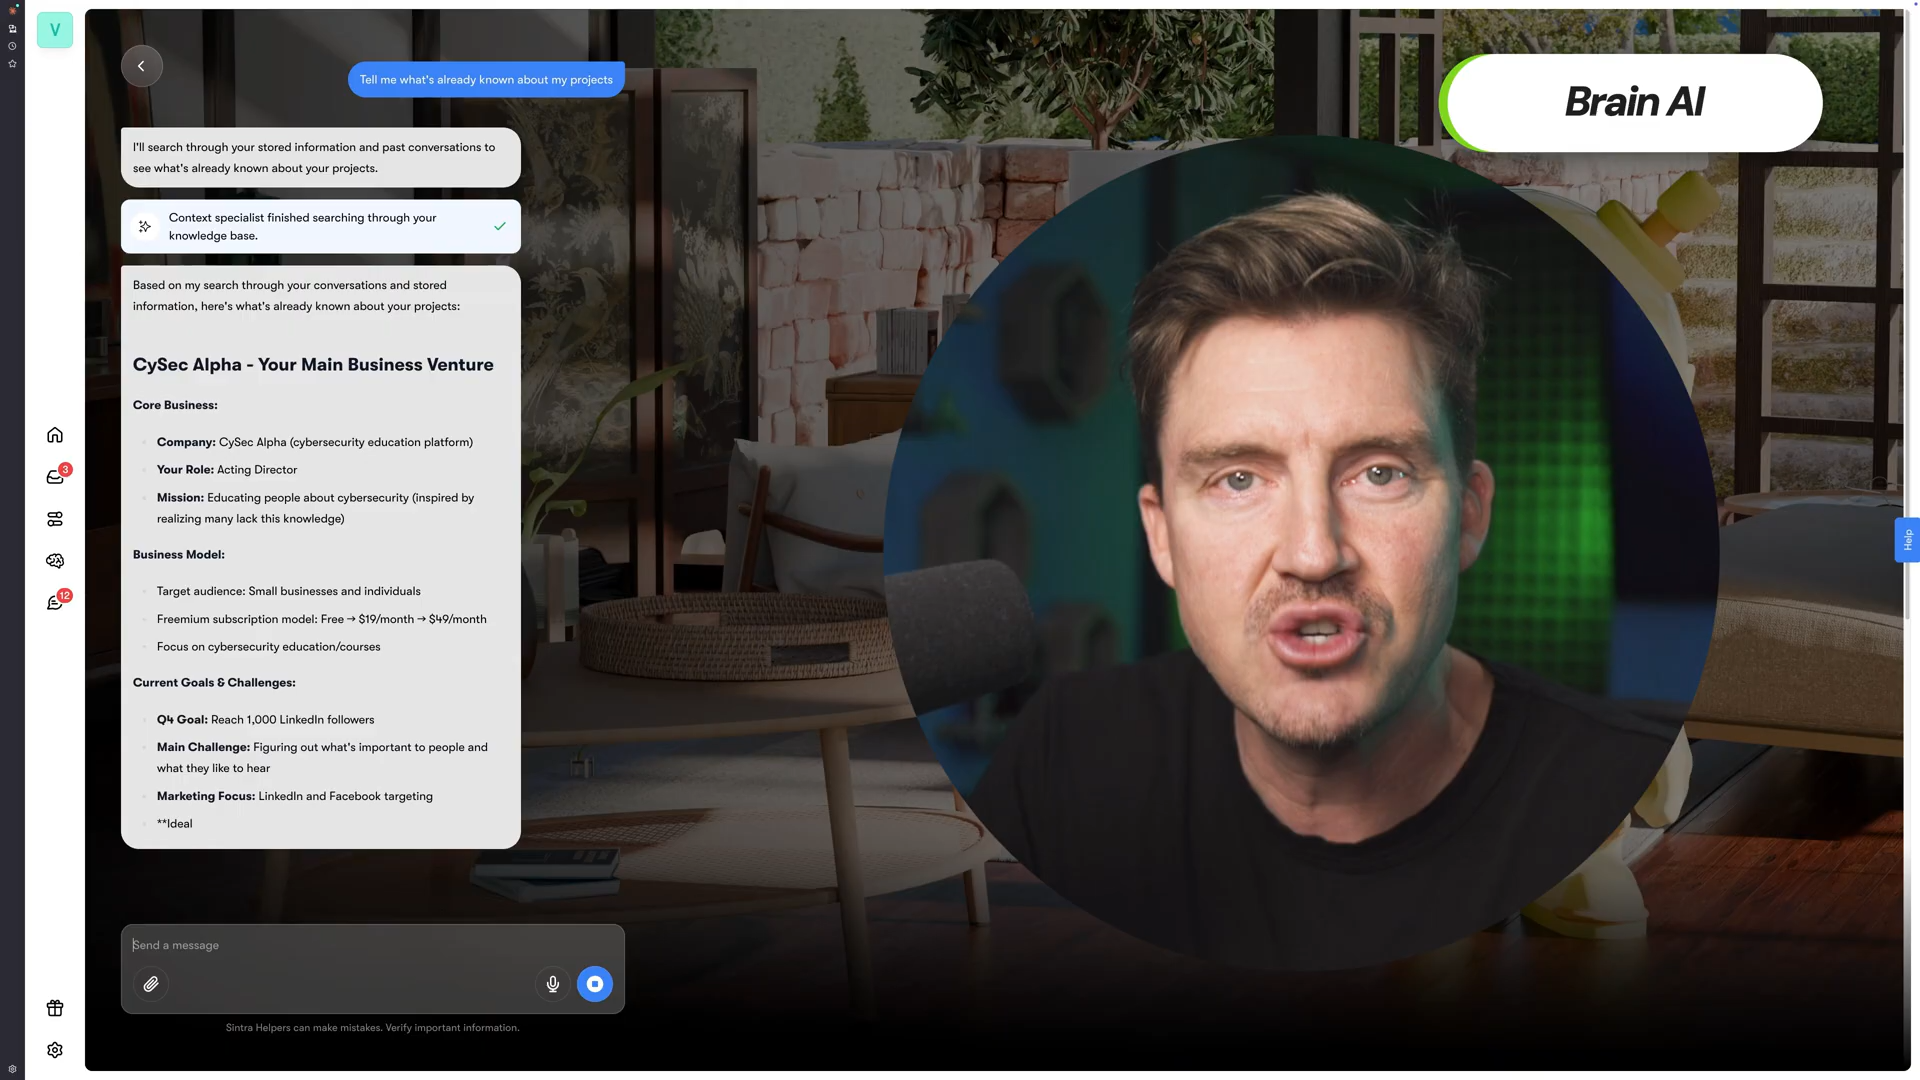 V
Tell me what's already known about my projects
Brain AI
I'll search through your stored information and past conversations to
see what's already known about your projects.
Context specialist finished searching through your
knowledge base.
Based on my search through your conversations and stored
information, here's what's already known about your projects:
CySec Alpha - Your Main Business Venture
Core Business:
Company: CySec Alpha (cybersecurity education platform)
Your Role: Acting Director
Mission: Educating people about cybersecurity (inspired by
realizing many lack this knowledge)
Business Model:
Target audience: Small businesses and individuals
Freemium subscription model: Free → $19/month → $49/month
Focus on cybersecurity education/courses
Current Goals & Challenges:
Q4 Goal: Reach 1,000 LinkedIn followers
Main Challenge: Figuring out what's important to people and
what they like to hear
Marketing Focus: LinkedIn and Facebook targeting
**Ideal
3
12
Help
Send a message
Sintra Helpers can make mistakes. Verify important information.